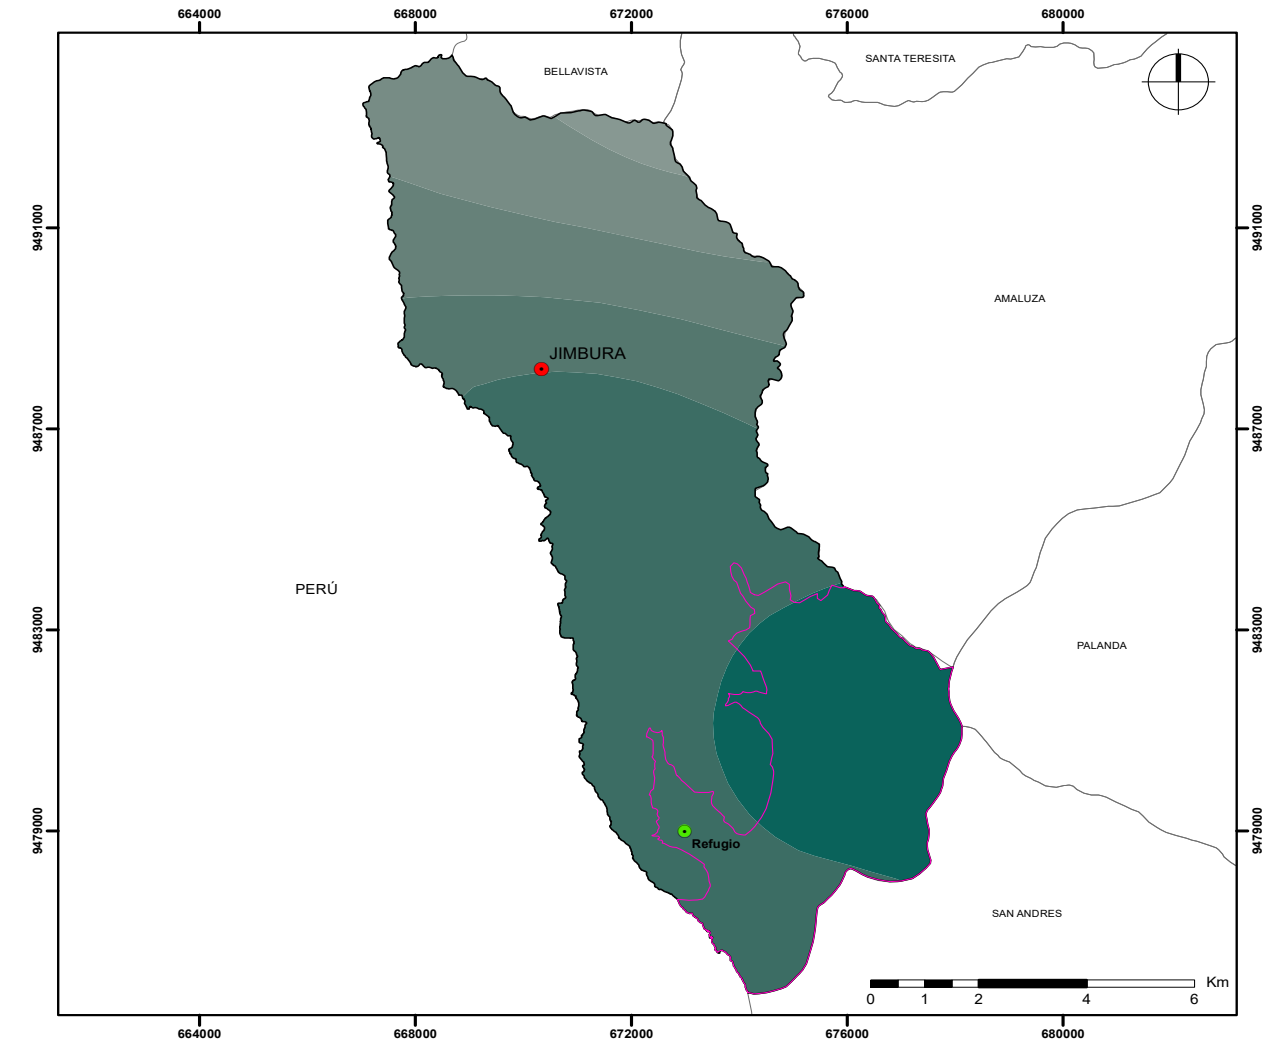 664000 668000 672000 676000 680000
SANTA TERESITA
BELLAVISTA
9491000 9491000
AMALUZA
JIMBURA
9487000 9487000
PERÚ
9483000 9483000
PALANDA
9479000 9479000
Refugio
SAN ANDRES
Km
0 1 2 4 6
664000 668000 672000 676000 680000